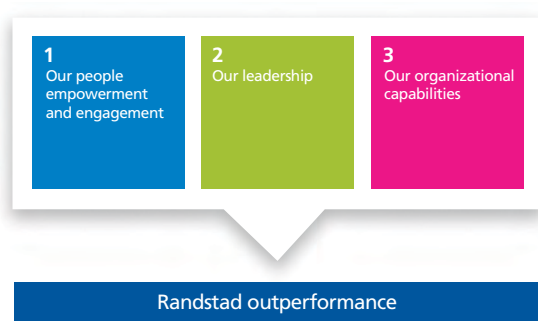 1
Our people
empowerment
and engagement
2
Our leadership
3
Our organizational
capabilities
Randstad outperformance